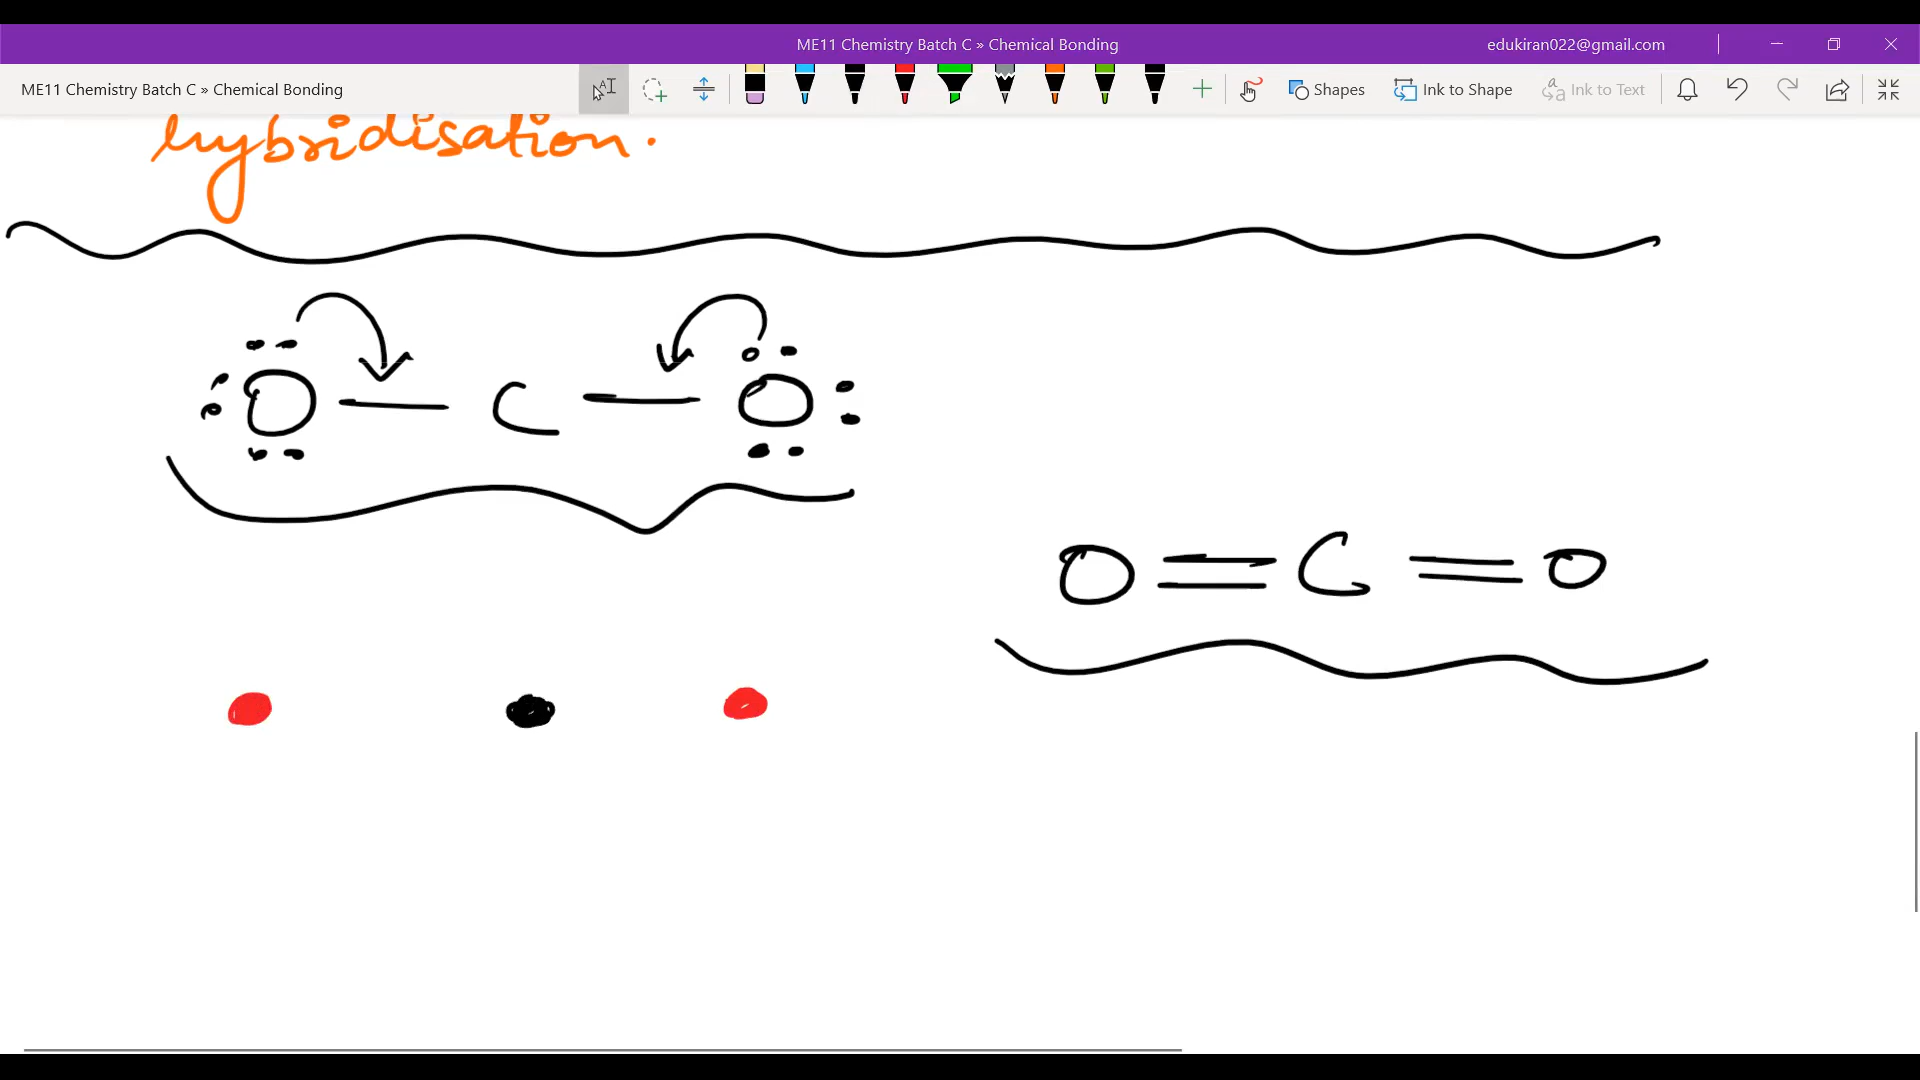 ME11 Chemistry Batch C » Chemical Bonding
edukiran022@gmail.com
ME11 Chemistry Batch C » Chemical Bonding
Shapes
Ink to Shape
Ink to Text
hybridisation.
O — C — O
O = C = O